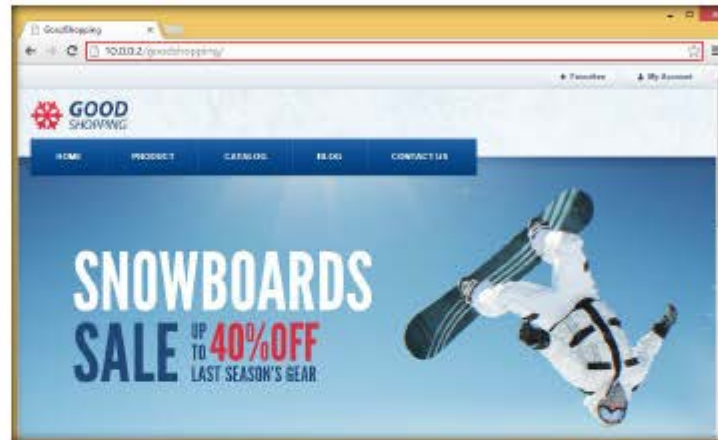 GoodShopping
10.0.0.2/goodshopping/
Favorites My Account
GOOD
SHOPPING
HOME PRODUCT CATALOG BLOG CONTACT US
SNOWBOARDS
SALE UP TO 40% OFF
LAST SEASON'S GEAR